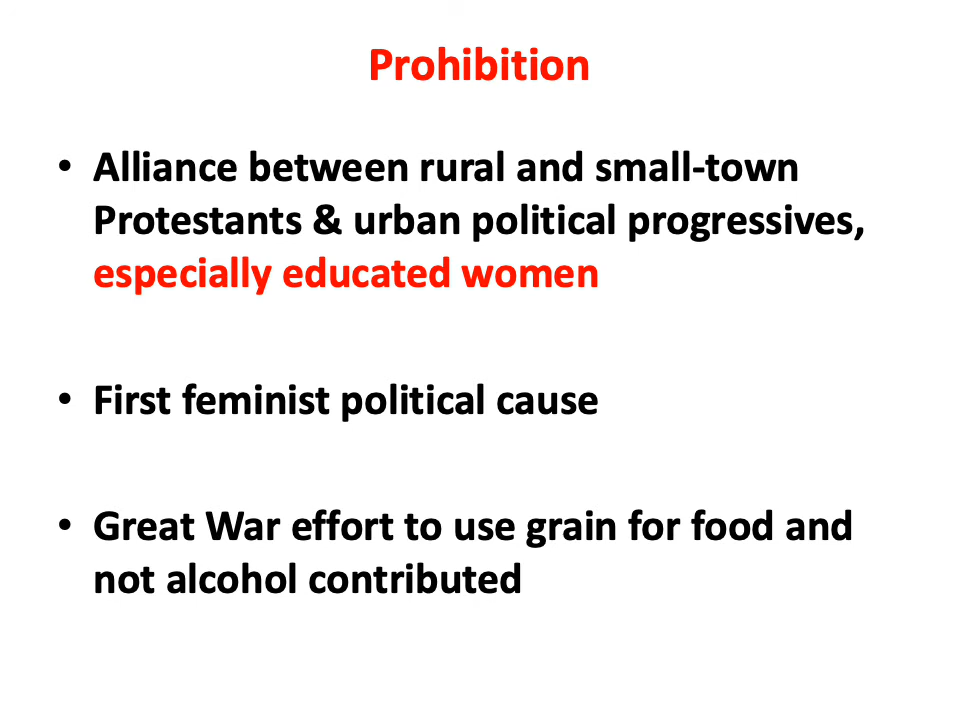 Prohibition
• Alliance between rural and small-town
Protestants & urban political progressives,
especially educated women
• First feminist political cause
• Great War effort to use grain for food and
not alcohol contributed